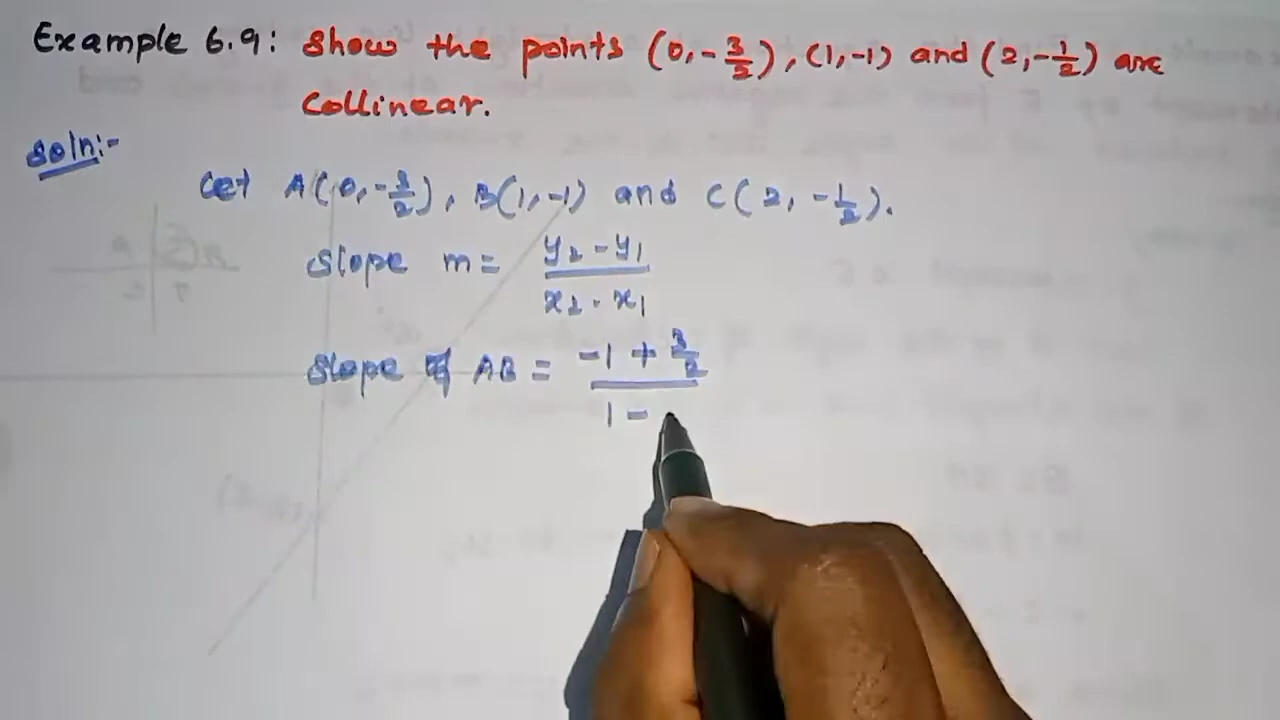 Example 6.9: Show the points (0, -3/2), (1, -1) and (2, -1/2) are
Collinear.
Soln:-
Let A(0, -3/2), B(1, -1) and C(2, -1/2).
Slope m = y₂ - y₁ / x₂ - x₁
Slope of AB = -1 + 3/2 / 1 -